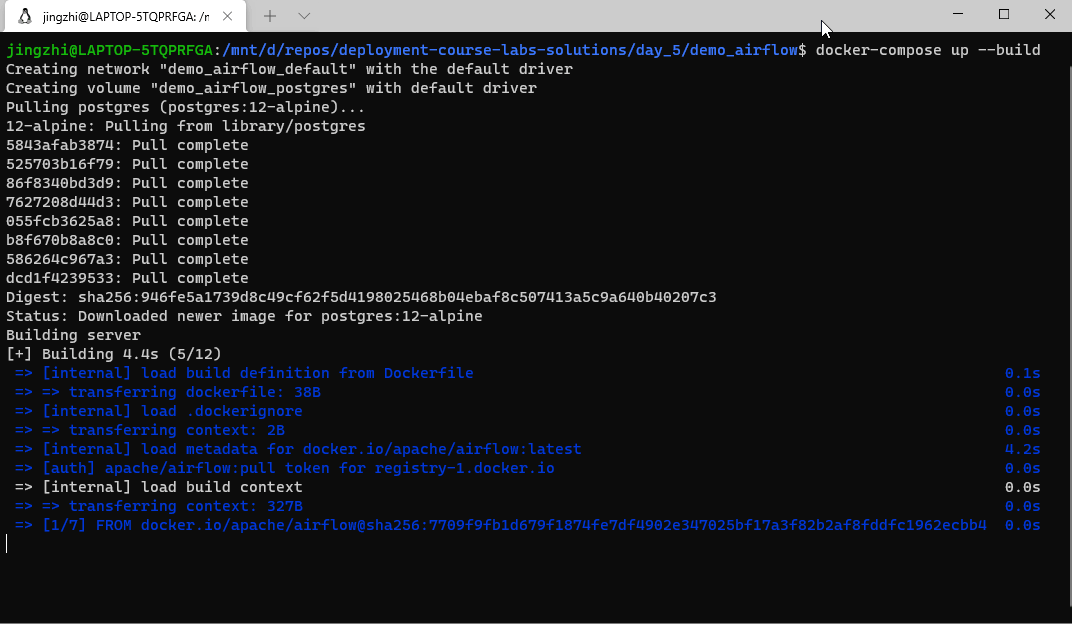 jingzhi@LAPTOP-5TQPRFGA: /n
jingzhi@LAPTOP-5TQPRFGA:/mnt/d/repos/deployment-course-labs-solutions/day_5/demo_airflow$ docker-compose up --build
Creating network "demo_airflow_default" with the default driver
Creating volume "demo_airflow_postgres" with default driver
Pulling postgres (postgres:12-alpine)...
12-alpine: Pulling from library/postgres
5843afab3874: Pull complete
525703b16f79: Pull complete
86f8340bd3d9: Pull complete
7627208d44d3: Pull complete
055fcb3625a8: Pull complete
b8f670b8a8c0: Pull complete
586264c967a3: Pull complete
dcd1f4239533: Pull complete
Digest: sha256:946fe5a1739d8c49cf62f5d4198025468b04ebaf8c507413a5c9a640b40207c3
Status: Downloaded newer image for postgres:12-alpine
Building server
[+] Building 4.4s (5/12)
=> [internal] load build definition from Dockerfile 0.1s
=> => transferring dockerfile: 38B 0.0s
=> [internal] load .dockerignore 0.0s
=> => transferring context: 2B 0.0s
=> [internal] load metadata for docker.io/apache/airflow:latest 4.2s
=> [auth] apache/airflow:pull token for registry-1.docker.io 0.0s
=> [internal] load build context 0.0s
=> => transferring context: 327B 0.0s
=> [1/7] FROM docker.io/apache/airflow@sha256:7709f9fb1d679f1874fe7df4902e347025bf17a3f82b2af8fddfc1962ecbb4 0.0s